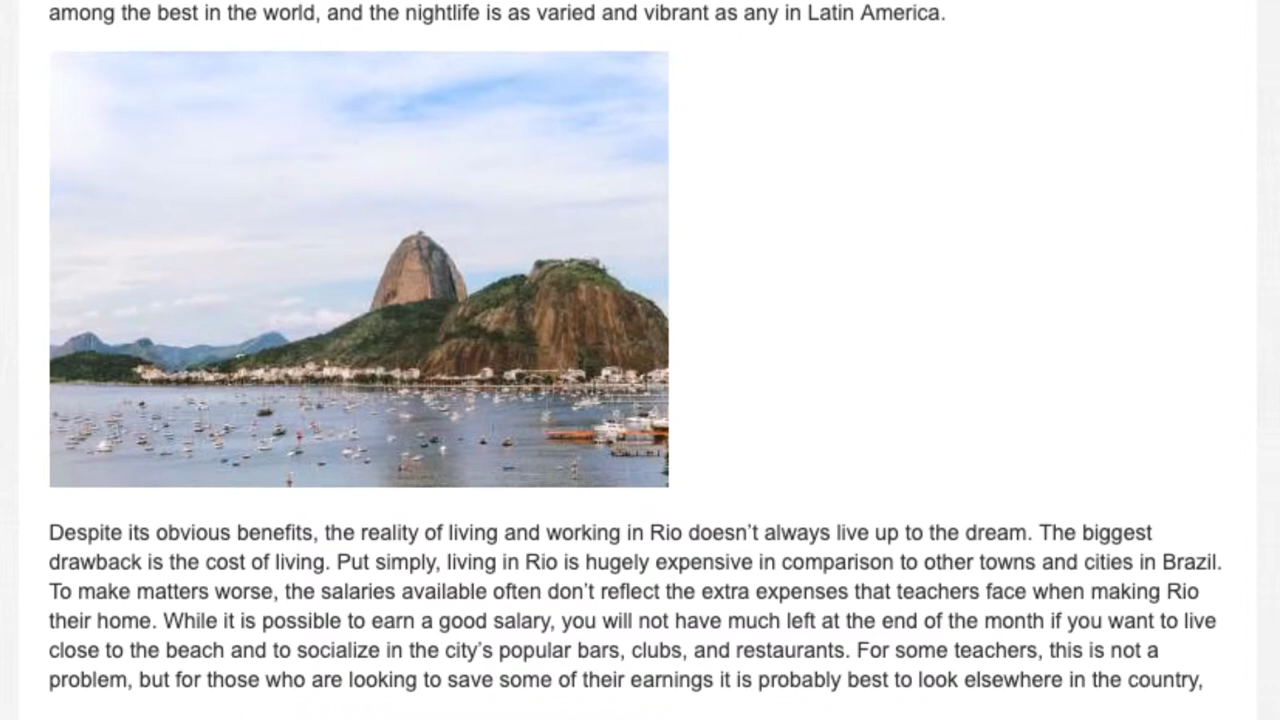 among the best in the world, and the nightlife is as varied and vibrant as any in Latin America.
Despite its obvious benefits, the reality of living and working in Rio doesn’t always live up to the dream. The biggest
drawback is the cost of living. Put simply, living in Rio is hugely expensive in comparison to other towns and cities in Brazil.
To make matters worse, the salaries available often don’t reflect the extra expenses that teachers face when making Rio
their home. While it is possible to earn a good salary, you will not have much left at the end of the month if you want to live
close to the beach and to socialize in the city’s popular bars, clubs, and restaurants. For some teachers, this is not a
problem, but for those who are looking to save some of their earnings it is probably best to look elsewhere in the country,